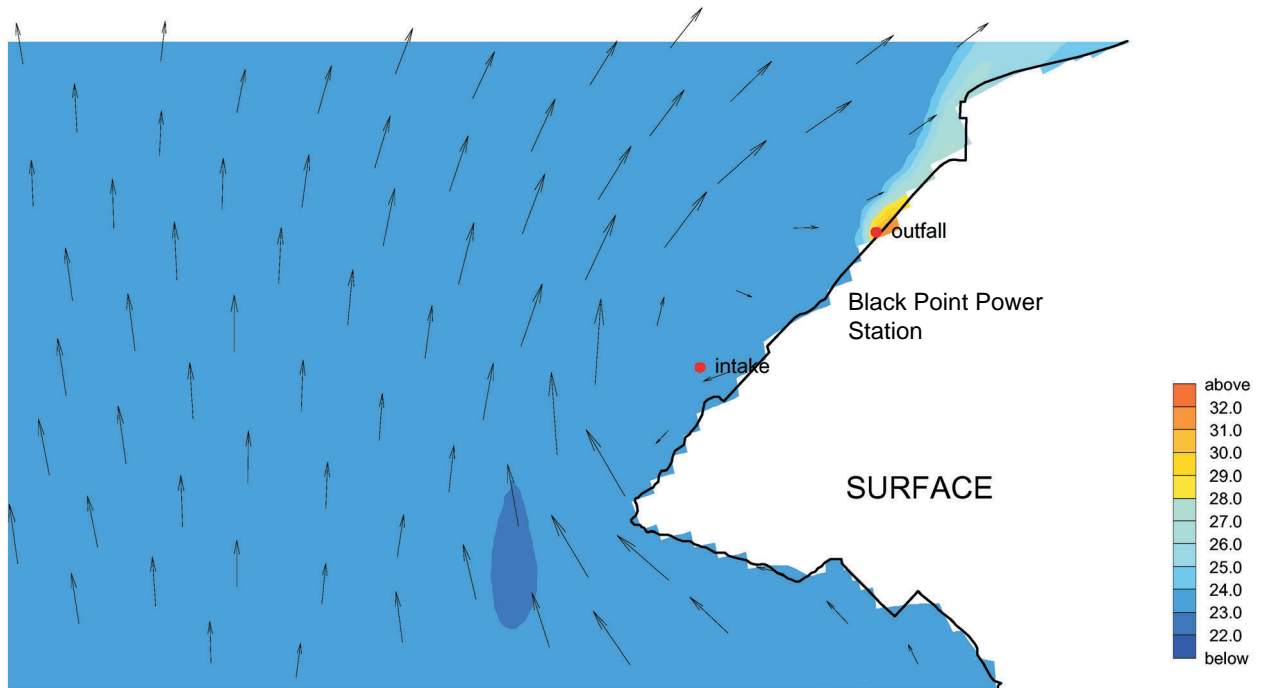 outfall
Black Point Power
Station
intake
SURFACE
above
32.0
31.0
30.0
29.0
28.0
27.0
26.0
25.0
24.0
23.0
22.0
below